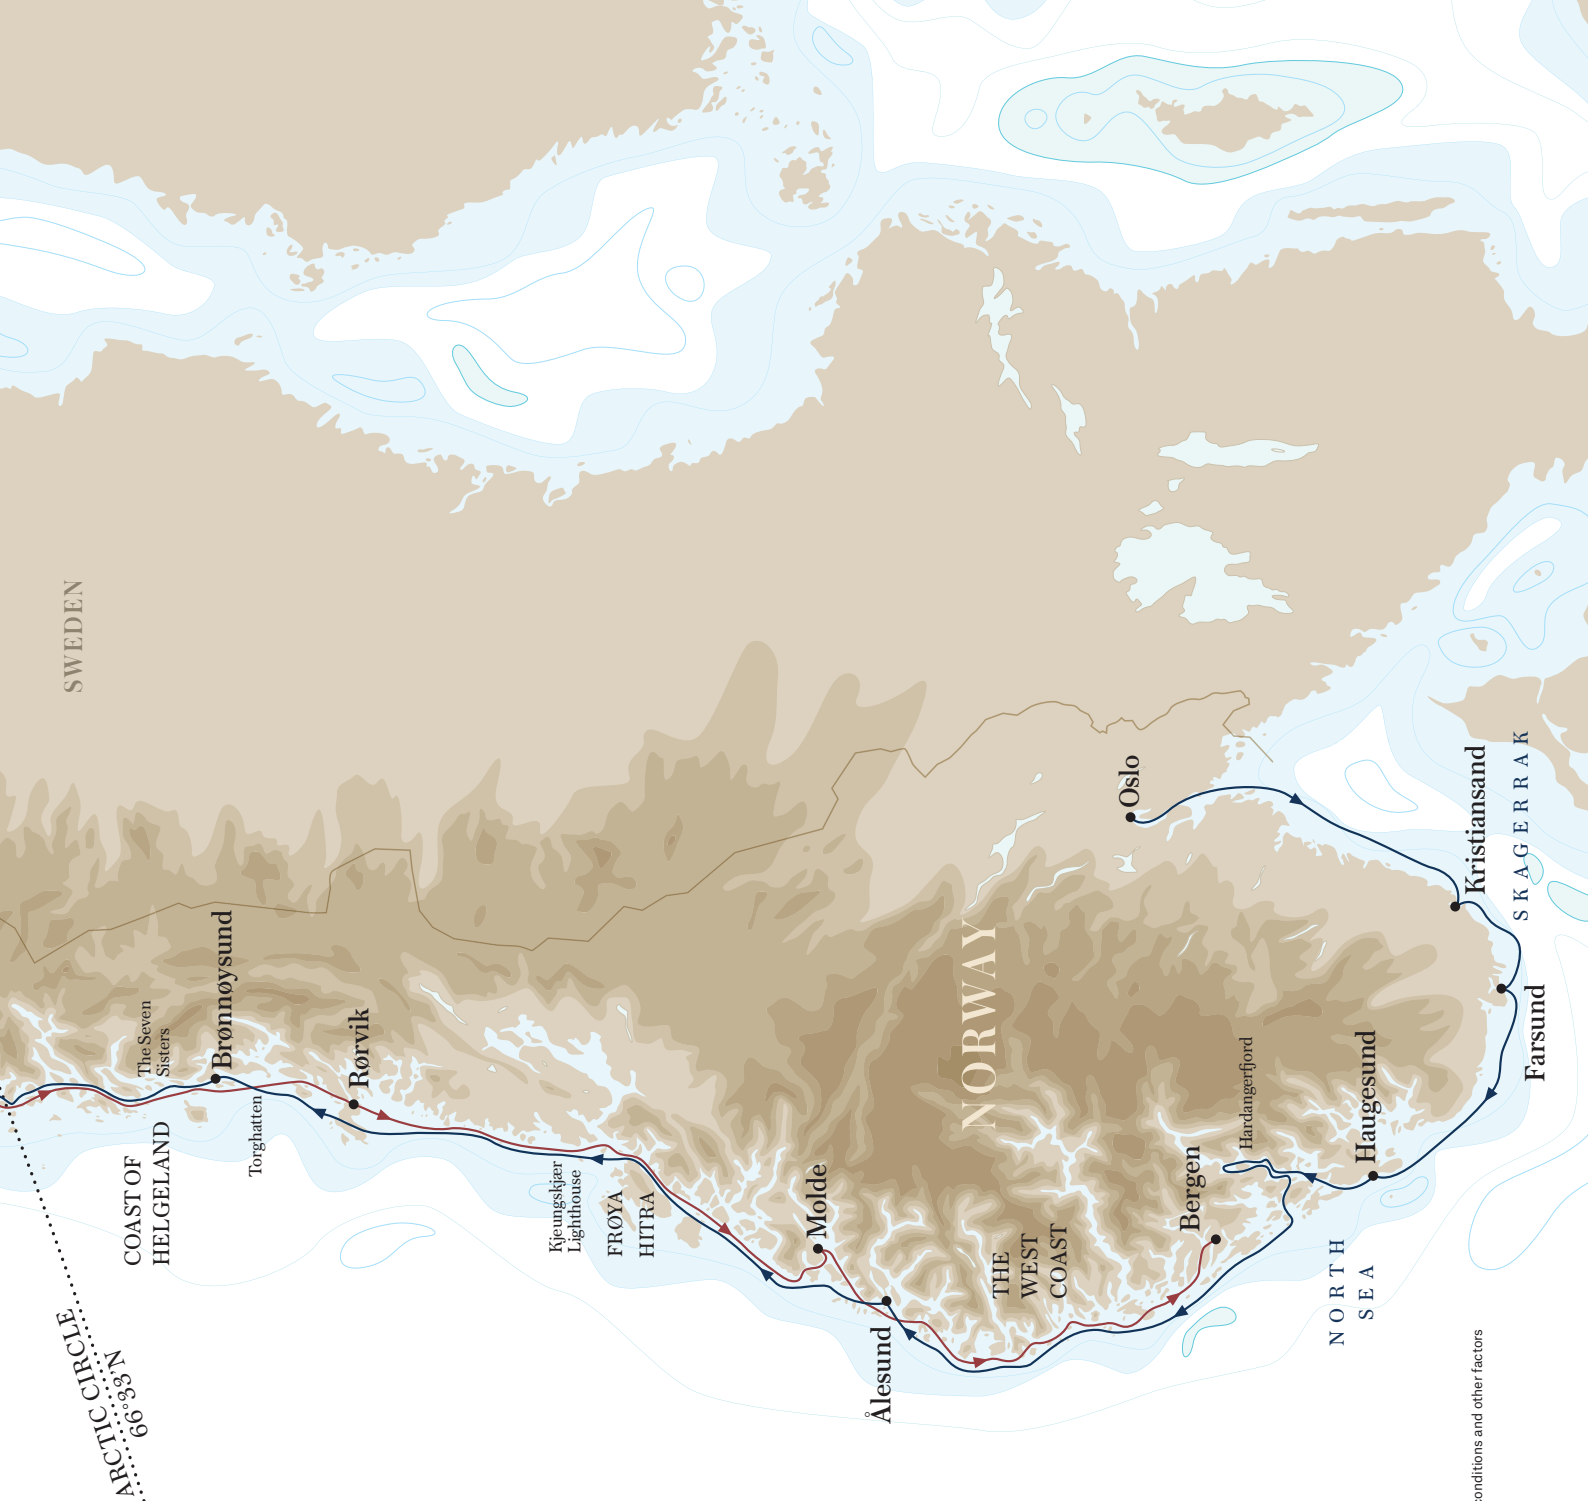 SWEDEN
ARCTIC CIRCLE
66°33'N
COAST OF
HELGELAND
The Seven
Sisters
Brønnøysund
Torghatten
Rørvik
Kjeungskjær
Lighthouse
FRØYA
HITRA
Molde
Ålesund
NORWAY
THE
WEST
COAST
Oslo
Bergen
Hardangerfjord
Haugesund
NORTH
SEA
Kristiansand
SKAGERRAK
Farsund
conditions and other factors